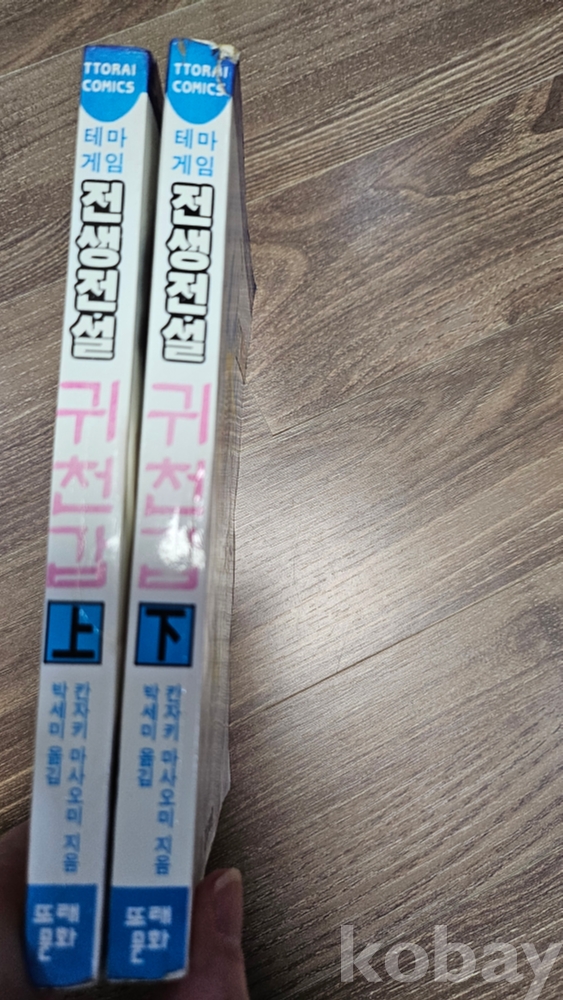 TTORAI
COMICS
테마
게임
전생전설
귀천겁
上
칸자키 마사오미 지음
박세미 옮김
또래
문화
TTORAI
COMICS
테마
게임
전생전설
귀천겁
下
칸자키 마사오미 지음
박세미 옮김
또래
문화
kobay